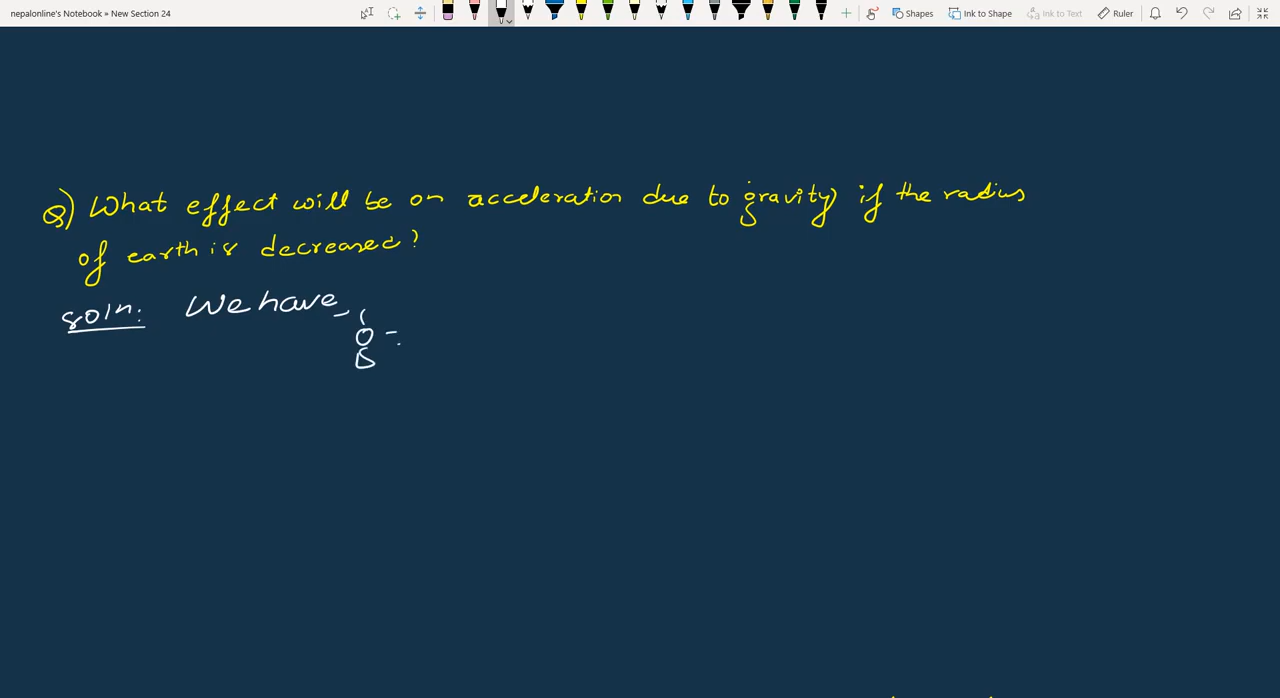 nepalonline's Notebook » New Section 24
Shapes
Ink to Shape
Ink to Text
Ruler
Q) What effect will be on acceleration due to gravity if the radius
of earth is decreased?
soln: We have,
g =